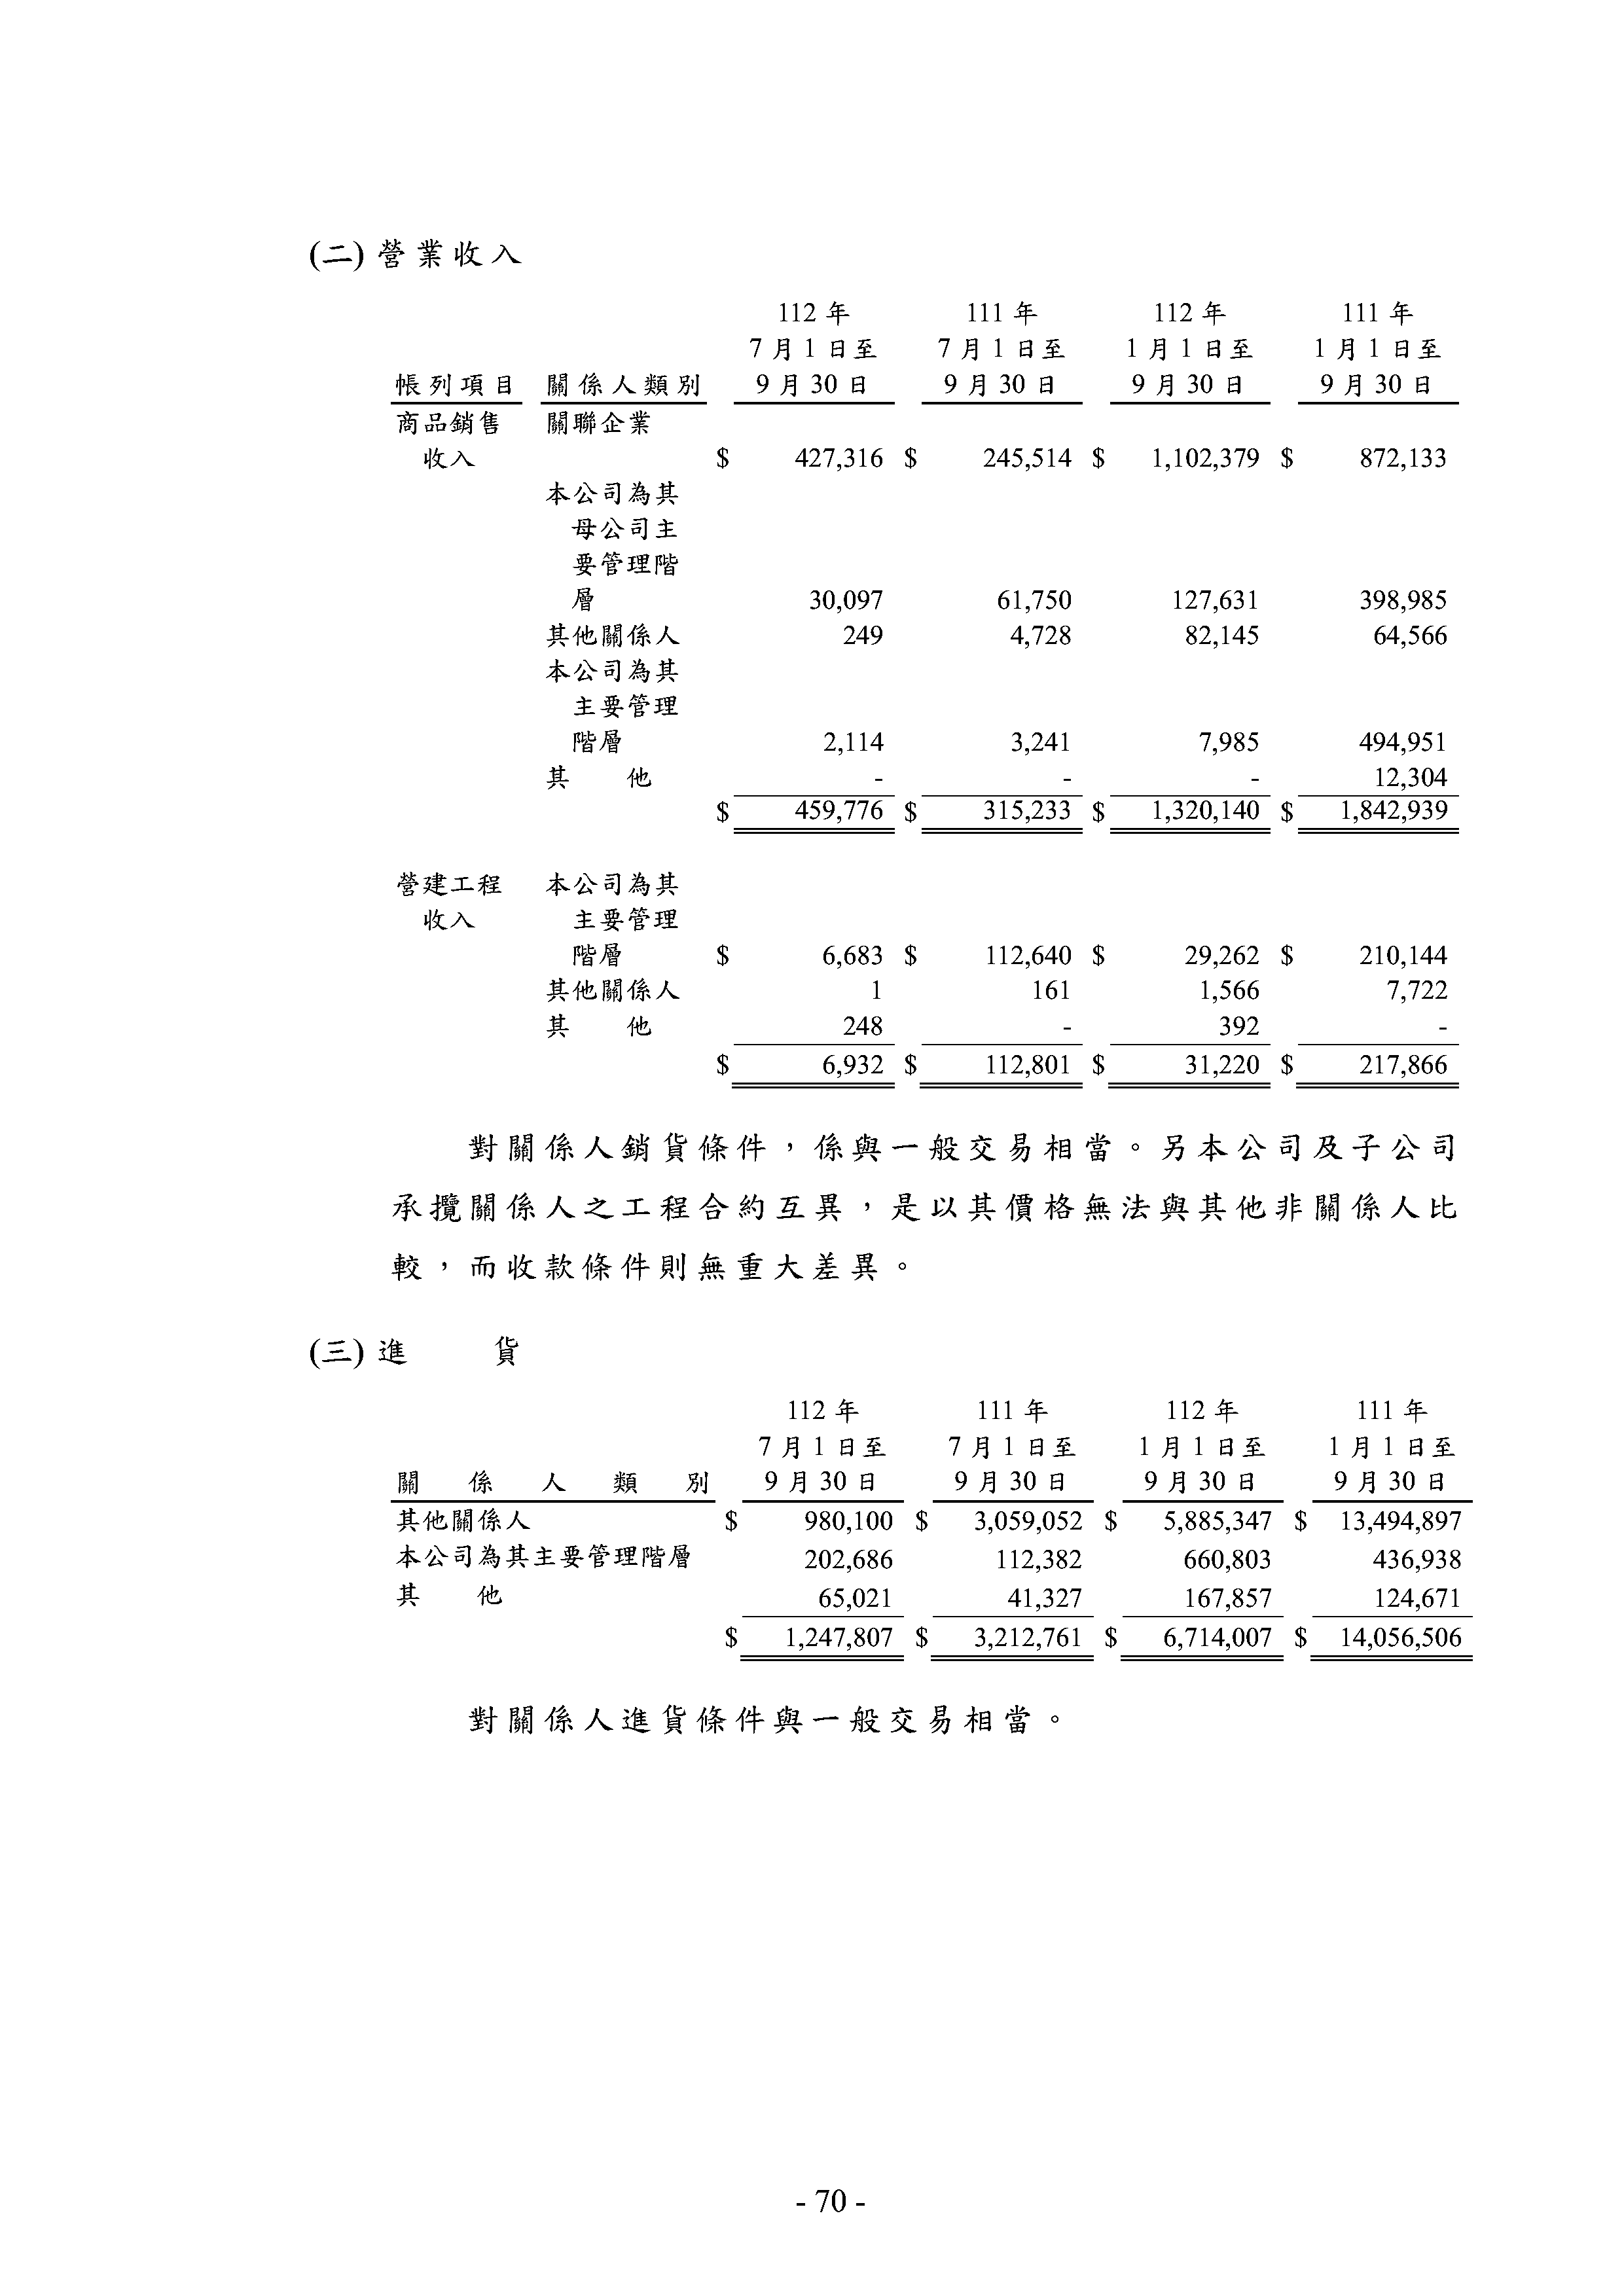 (二) 營業收入
112 年 111 年 112 年 111 年
7 月 1 日至 7 月 1 日至 1 月 1 日至 1 月 1 日至
帳列項目 關係人類別 9 月 30 日 9 月 30 日 9 月 30 日 9 月 30 日
商品銷售 關聯企業
收入 $ 427,316 $ 245,514 $ 1,102,379 $ 872,133
本公司為其
母公司主
要管理階
層 30,097 61,750 127,631 398,985
其他關係人 249 4,728 82,145 64,566
本公司為其
主要管理
階層 2,114 3,241 7,985 494,951
其 他 - - - 12,304
$ 459,776 $ 315,233 $ 1,320,140 $ 1,842,939
營建工程 本公司為其
收入 主要管理
階層 $ 6,683 $ 112,640 $ 29,262 $ 210,144
其他關係人 1 161 1,566 7,722
其 他 248 - 392 -
$ 6,932 $ 112,801 $ 31,220 $ 217,866
對關係人銷貨條件，係與一般交易相當。另本公司及子公司
承攬關係人之工程合約互異，是以其價格無法與其他非關係人比
較，而收款條件則無重大差異。
(三) 進 貨
112 年 111 年 112 年 111 年
7 月 1 日至 7 月 1 日至 1 月 1 日至 1 月 1 日至
關 係 人 類 別 9 月 30 日 9 月 30 日 9 月 30 日 9 月 30 日
其他關係人 $ 980,100 $ 3,059,052 $ 5,885,347 $ 13,494,897
本公司為其主要管理階層 202,686 112,382 660,803 436,938
其 他 65,021 41,327 167,857 124,671
$ 1,247,807 $ 3,212,761 $ 6,714,007 $ 14,056,506
對關係人進貨條件與一般交易相當。
- 70 -